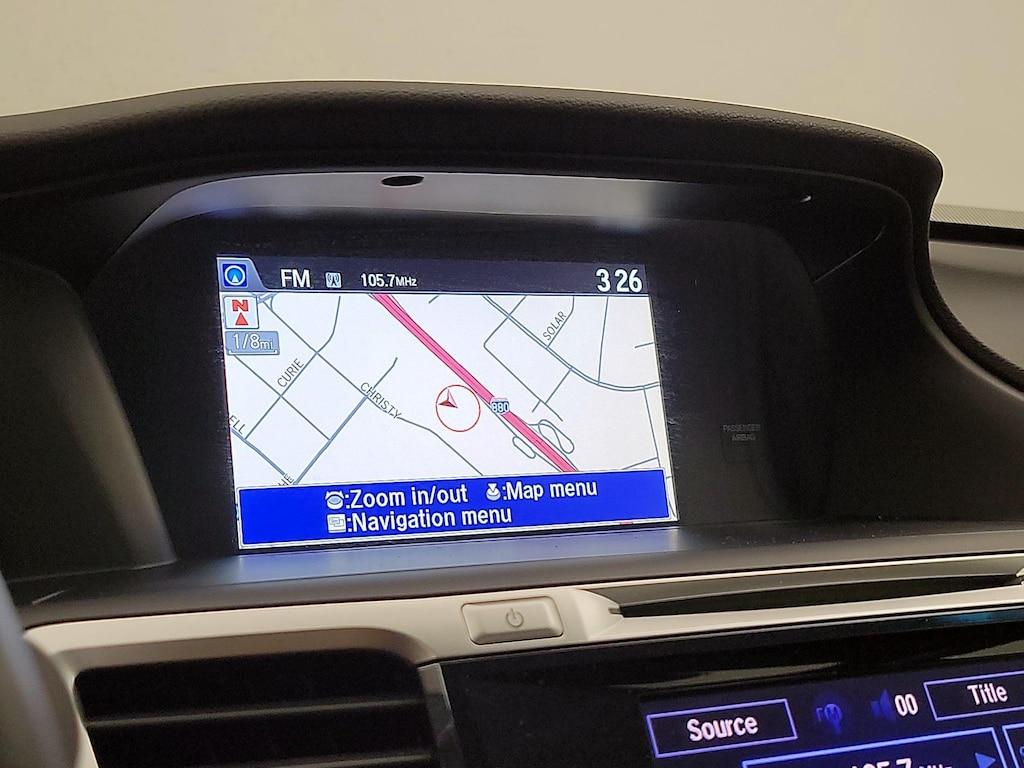 FM 105.7MHz 3 26
N
1/8mi
SOLAR
CURIE
CHRISTY
880
ELL
PASSENGER
AIRBAG
:Zoom in/out :Map menu
:Navigation menu
Source 00 Title